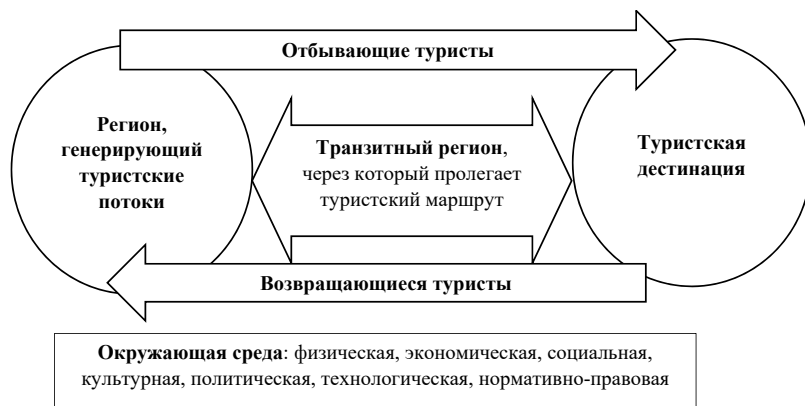 Отбывающие туристы
Регион,
генерирующий
туристские
потоки
Транзитный регион,
через который пролегает
туристский маршрут
Туристская
дестинация
Возвращающиеся туристы
Окружающая среда: физическая, экономическая, социальная,
культурная, политическая, технологическая, нормативно-правовая